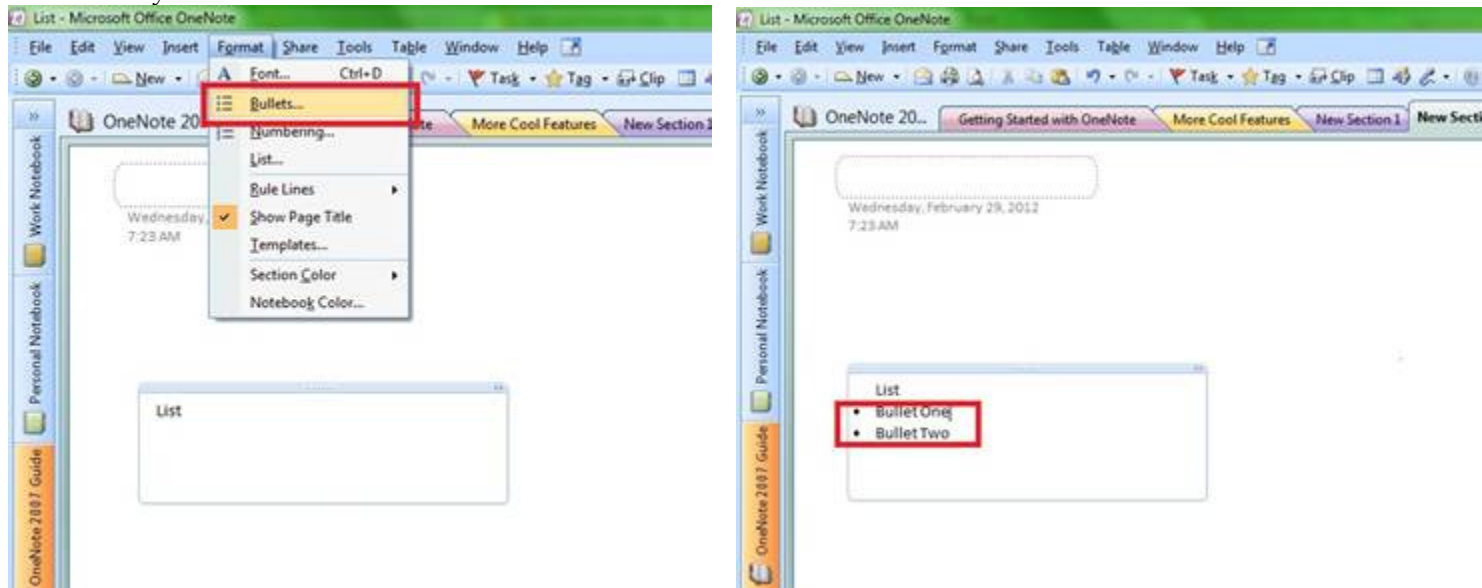 List - Microsoft Office OneNote
File Edit View Insert Format Share Tools Table Window Help
New Task Tag Clip
Font... Ctrl+D
Bullets...
Numbering...
List...
Rule Lines
Show Page Title
Templates...
Section Color
Notebook Color...
OneNote 20
te More Cool Features New Section 1
Wednesday,
7:23 AM
List
Work Notebook
Personal Notebook
OneNote 2007 Guide
List - Microsoft Office OneNote
File Edit View Insert Format Share Tools Table Window Help
New Task Tag Clip
OneNote 20... Getting Started with OneNote More Cool Features New Section 1 New Secti
Wednesday, February 29, 2012
7:23 AM
List
• Bullet One
• Bullet Two
Work Notebook
Personal Notebook
OneNote 2007 Guide